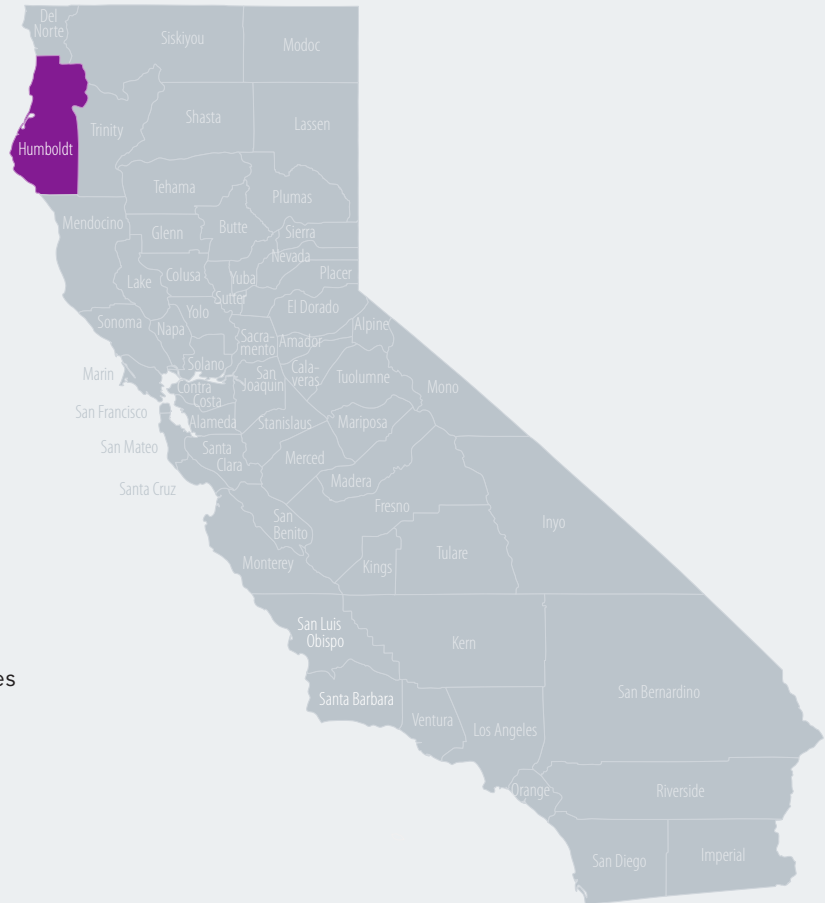 Del
Norte
Siskiyou
Modoc
Trinity
Shasta
Lassen
Humboldt
Tehama
Plumas
Mendocino
Glenn
Butte
Sierra
Nevada
Placer
Lake
Colusa
Yuba
Sutter
El Dorado
Sonoma
Napa
Yolo
Sacra-
mento
Amador
Alpine
Marin
Solano
Contra
Costa
San
Joaquin
Cala-
veras
Tuolumne
Mono
San Francisco
Alameda
Stanislaus
Mariposa
San Mateo
Santa
Clara
Merced
Santa Cruz
Madera
Fresno
San
Benito
Inyo
Monterey
Kings
Tulare
San Luis
Obispo
Kern
es
Santa Barbara
Ventura
Los Angeles
San Bernardino
Orange
Riverside
San Diego
Imperial